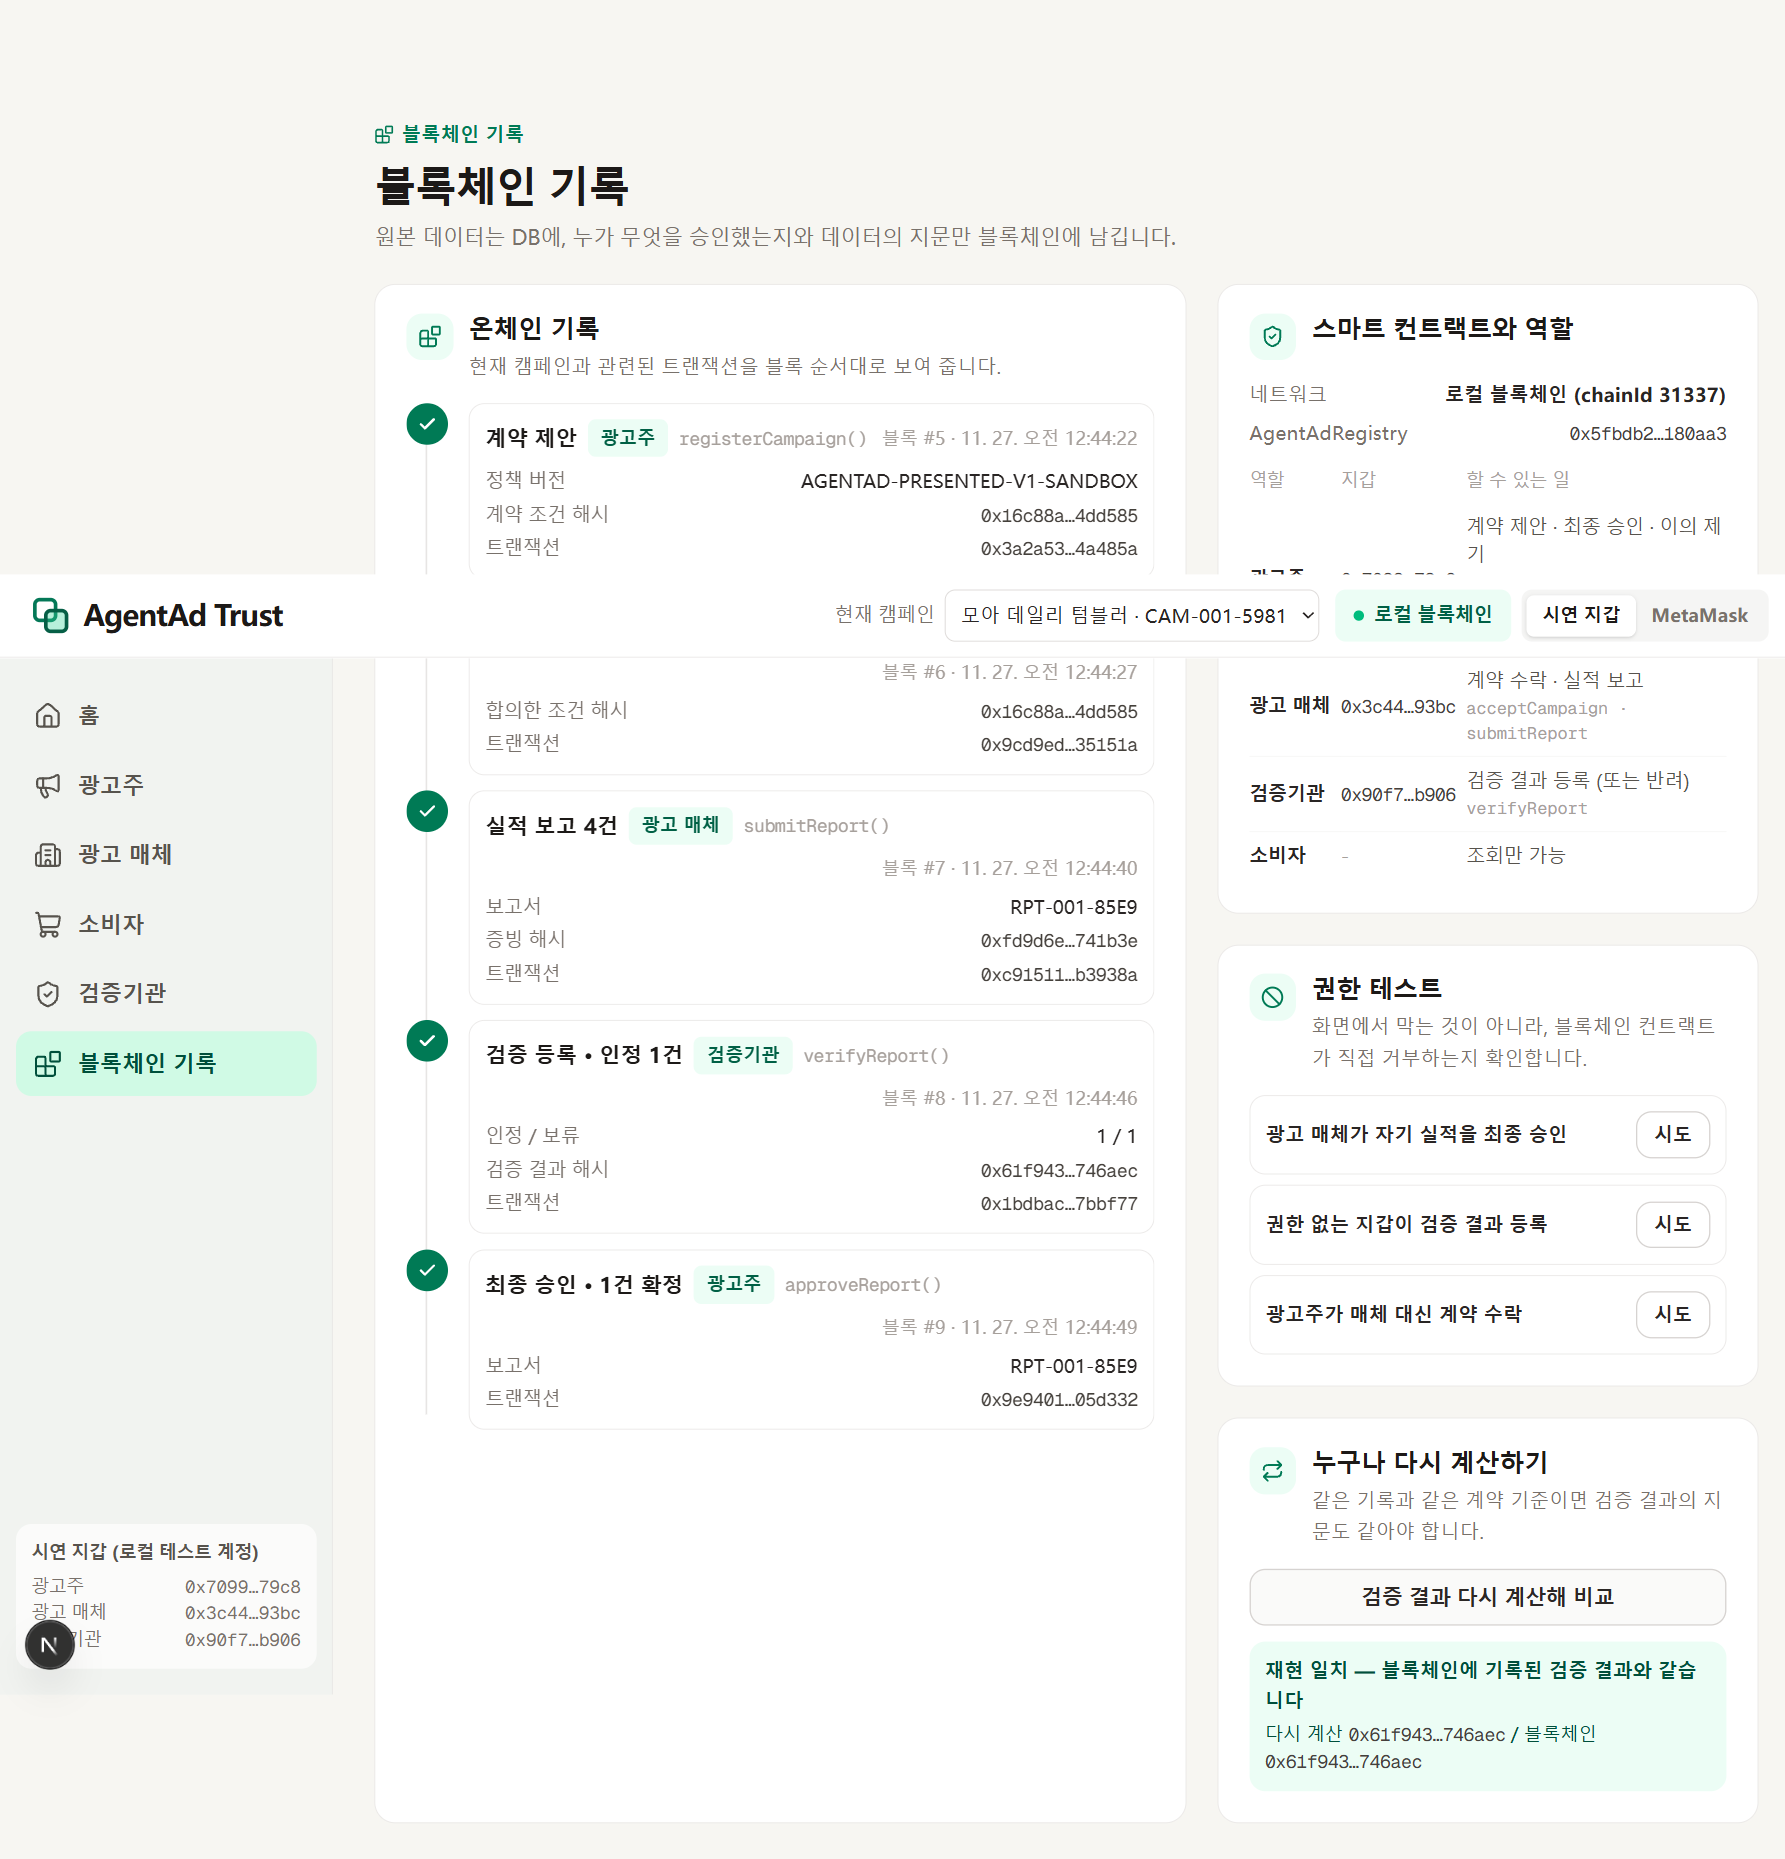 블록체인 기록
블록체인 기록
원본 데이터는 DB에, 누가 무엇을 승인했는지와 데이터의 지문만 블록체인에 남깁니다.
온체인 기록
현재 캠페인과 관련된 트랜잭션을 블록 순서대로 보여 줍니다.
계약 제안 광고주 registerCampaign() 블록 #5 · 11. 27. 오전 12:44:22
정책 버전 AGENTAD-PRESENTED-V1-SANDBOX
계약 조건 해시 0x16c88a…4dd585
트랜잭션 0x3a2a53…4a485a
스마트 컨트랙트와 역할
네트워크 로컬 블록체인 (chainId 31337)
AgentAdRegistry 0x5fbdb2…180aa3
역할 지갑 할 수 있는 일
계약 제안 · 최종 승인 · 이의 제
기
AgentAd Trust
현재 캠페인 모아 데일리 텀블러 · CAM-001-5981 로컬 블록체인 시연 지갑 MetaMask
홈
광고주
광고 매체
소비자
검증기관
블록체인 기록
시연 지갑 (로컬 테스트 계정)
광고주 0x7099…79c8
광고 매체 0x3c44…93bc
기관 0x90f7…b906
블록 #6 · 11. 27. 오전 12:44:27
합의한 조건 해시 0x16c88a…4dd585
트랜잭션 0x9cd9ed…35151a
실적 보고 4건 광고 매체 submitReport()
블록 #7 · 11. 27. 오전 12:44:40
보고서 RPT-001-85E9
증빙 해시 0xfd9d6e…741b3e
트랜잭션 0xc91511…b3938a
검증 등록 • 인정 1건 검증기관 verifyReport()
블록 #8 · 11. 27. 오전 12:44:46
인정 / 보류 1 / 1
검증 결과 해시 0x61f943…746aec
트랜잭션 0x1bdbac…7bbf77
최종 승인 • 1건 확정 광고주 approveReport()
블록 #9 · 11. 27. 오전 12:44:49
보고서 RPT-001-85E9
트랜잭션 0x9e9401…05d332
광고 매체 0x3c44…93bc 계약 수락 · 실적 보고
acceptCampaign ·
submitReport
검증기관 0x90f7…b906 검증 결과 등록 (또는 반려)
verifyReport
소비자 - 조회만 가능
권한 테스트
화면에서 막는 것이 아니라, 블록체인 컨트랙트
가 직접 거부하는지 확인합니다.
광고 매체가 자기 실적을 최종 승인 시도
권한 없는 지갑이 검증 결과 등록 시도
광고주가 매체 대신 계약 수락 시도
누구나 다시 계산하기
같은 기록과 같은 계약 기준이면 검증 결과의 지
문도 같아야 합니다.
검증 결과 다시 계산해 비교
재현 일치 — 블록체인에 기록된 검증 결과와 같습
니다
다시 계산 0x61f943…746aec / 블록체인
0x61f943…746aec